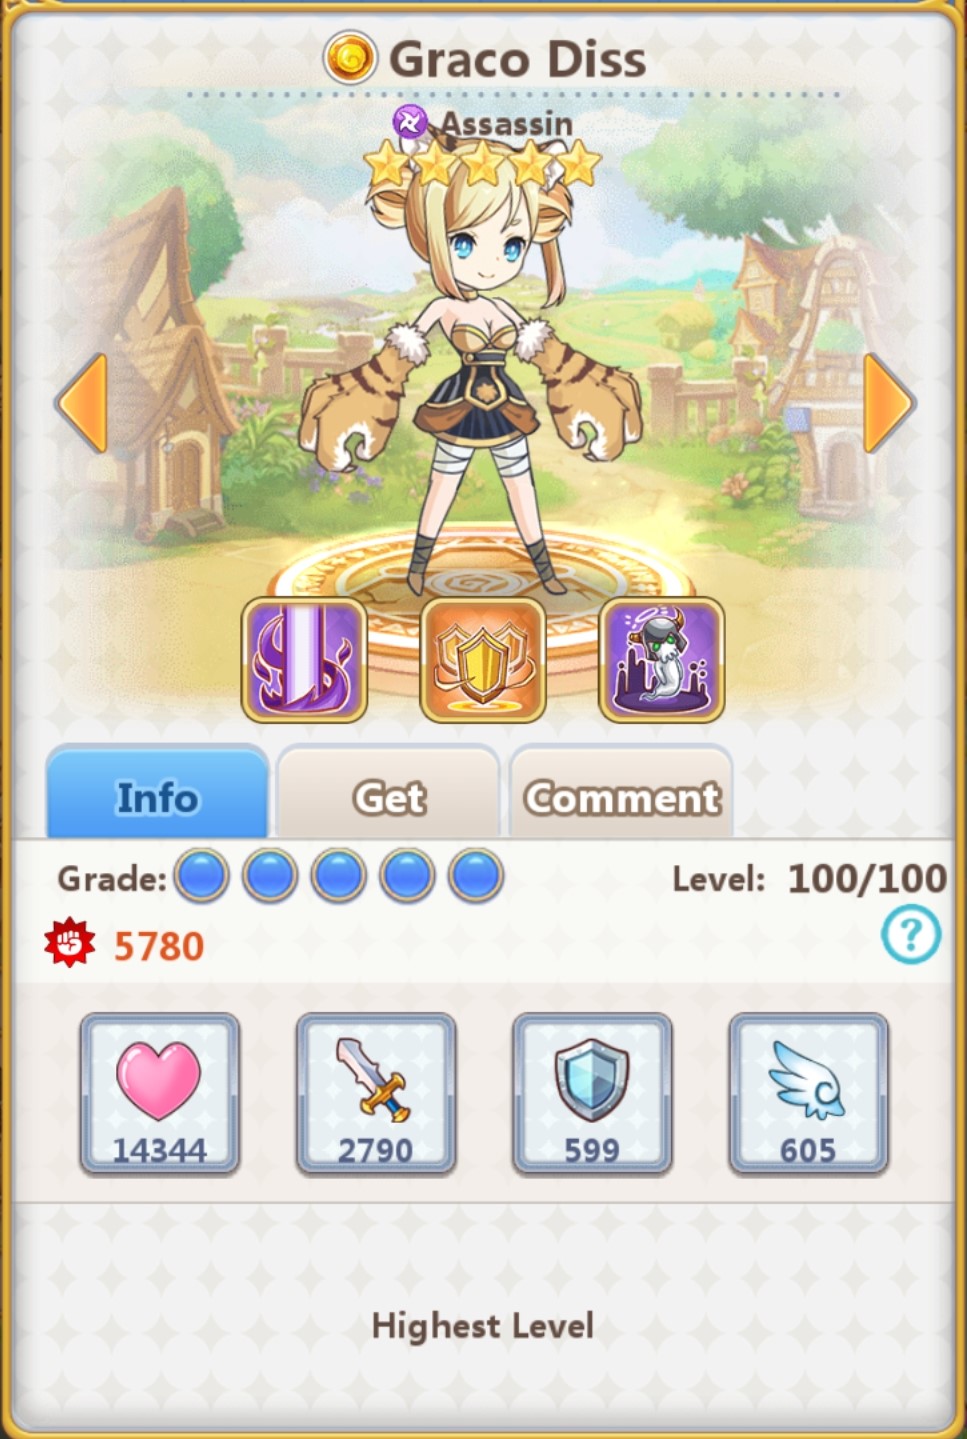 Graco Diss
Assassin
Info
Get
Comment
Grade:
Level: 100/100
5780
?
14344
2790
599
605
Highest Level